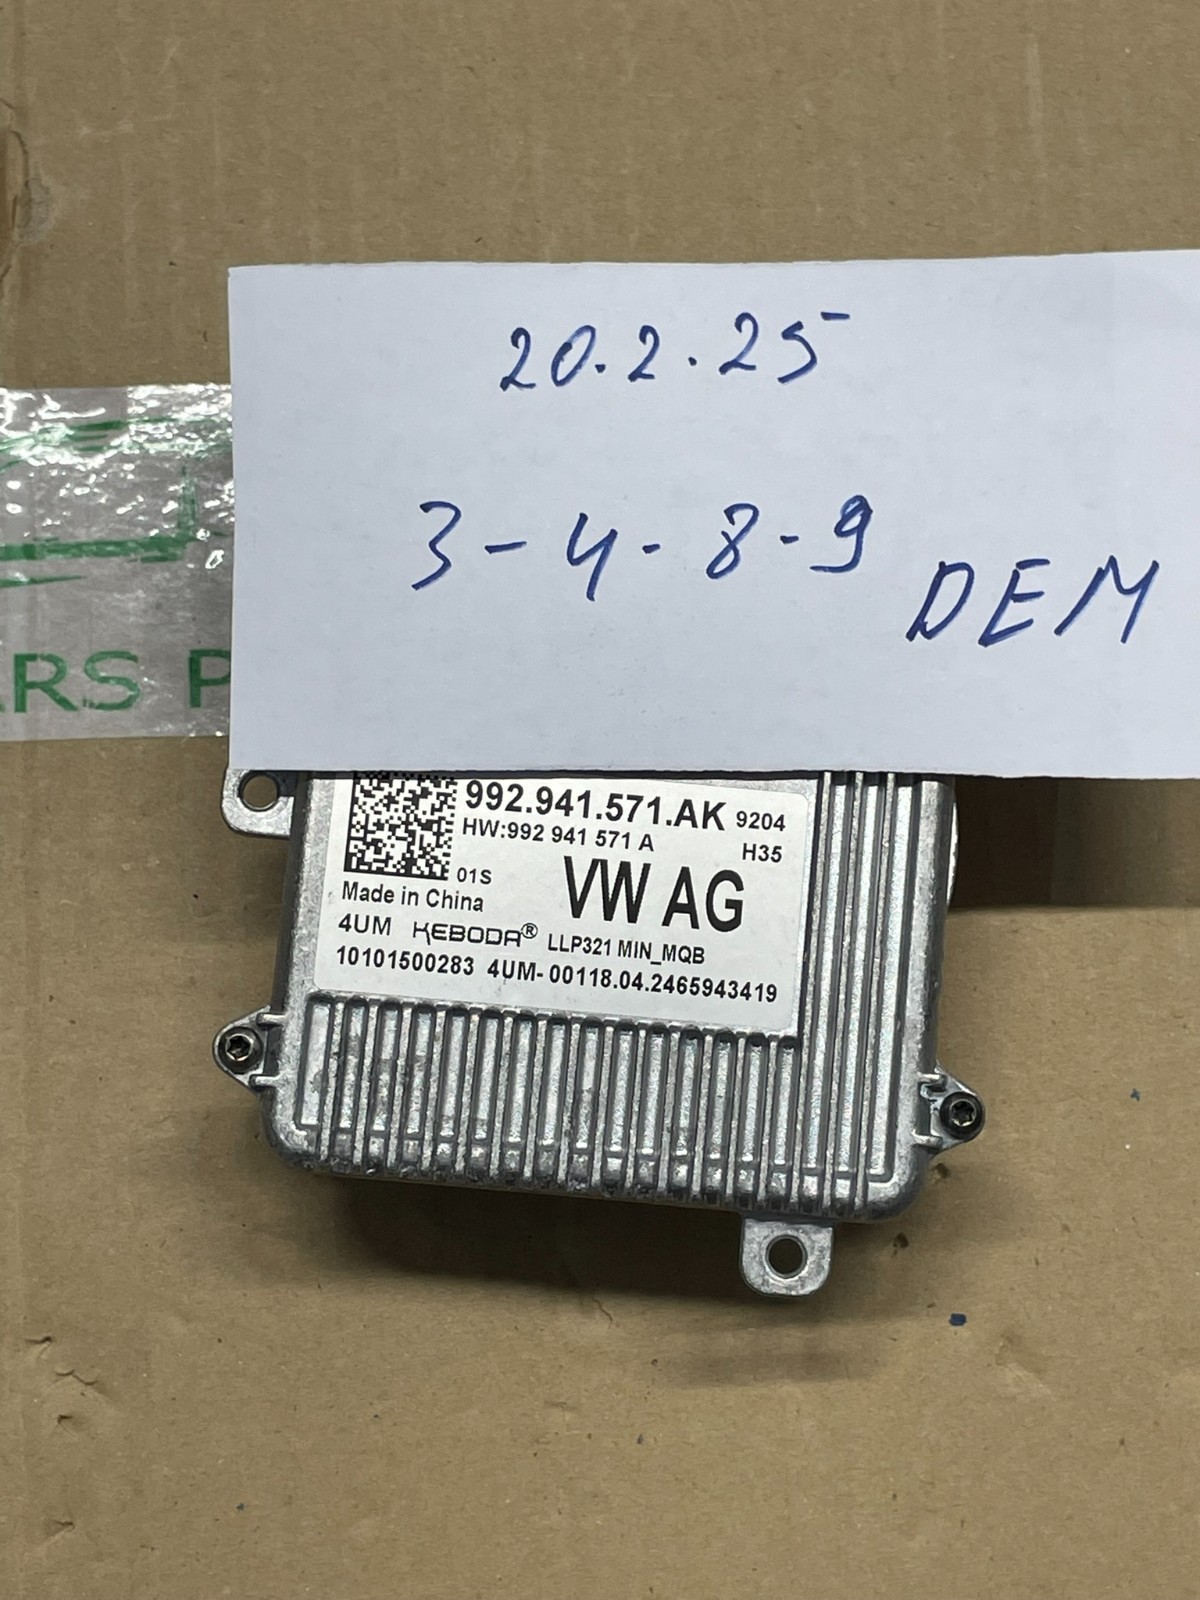 20.2.25
3-4-8-9
DEM
ARS P
992.941.571.AK 9204
HW:992 941 571 A H35
01S
VW AG
Made in China
4UM KEBODA® LLP321 MIN_MQB
10101500283 4UM-00118.04.2465943419